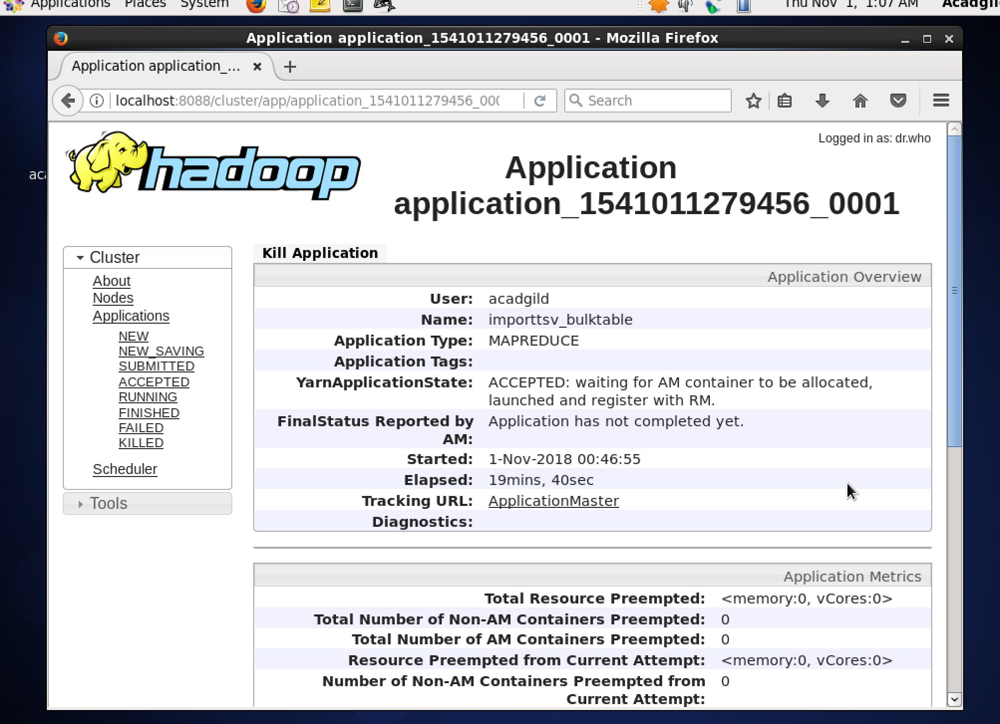 Applications Places System
Thu Nov 1, 1:07 AM
Application application_1541011279456_0001 - Mozilla Firefox
Application application_...
localhost:8088/cluster/app/application_1541011279456_000
Search
Logged in as: dr.who
hadoop
Application
application_1541011279456_0001
Cluster
About
Nodes
Applications
NEW
NEW_SAVING
SUBMITTED
ACCEPTED
RUNNING
FINISHED
FAILED
KILLED
Scheduler
Tools
Kill Application
Application Overview
User: acadgild
Name: importtsv_bulktable
Application Type: MAPREDUCE
Application Tags:
YarnApplicationState: ACCEPTED: waiting for AM container to be allocated,
launched and register with RM.
FinalStatus Reported by Application has not completed yet.
AM:
Started: 1-Nov-2018 00:46:55
Elapsed: 19mins, 40sec
Tracking URL: ApplicationMaster
Diagnostics:
Application Metrics
Total Resource Preempted: <memory:0, vCores:0>
Total Number of Non-AM Containers Preempted: 0
Total Number of AM Containers Preempted: 0
Resource Preempted from Current Attempt: <memory:0, vCores:0>
Number of Non-AM Containers Preempted from 0
Current Attempt: